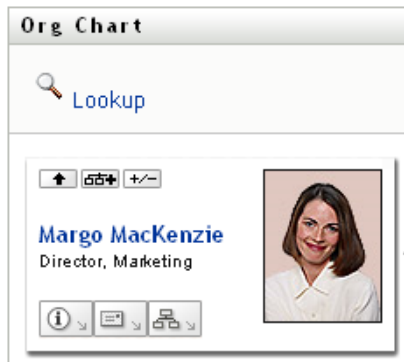 Org Chart
Lookup
+/-
Margo MacKenzie
Director, Marketing
i